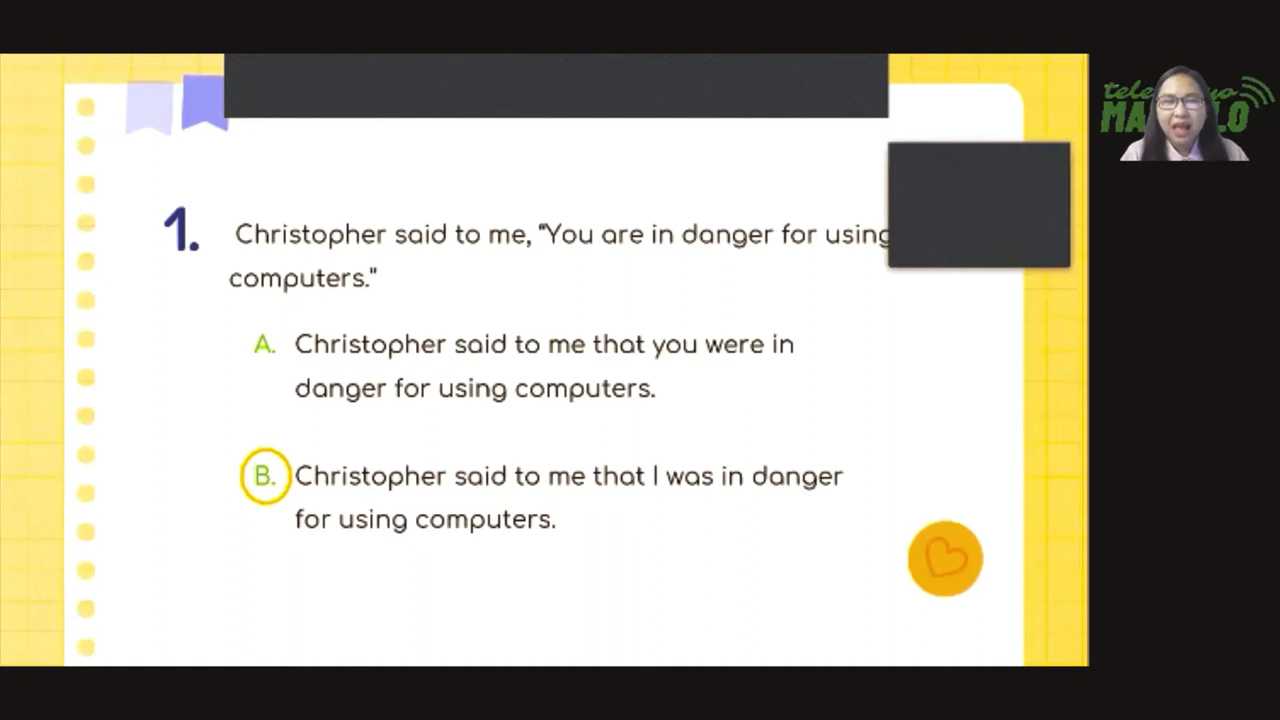 1. Christopher said to me, “You are in danger for using
computers."
A. Christopher said to me that you were in
danger for using computers.
B. Christopher said to me that I was in danger
for using computers.